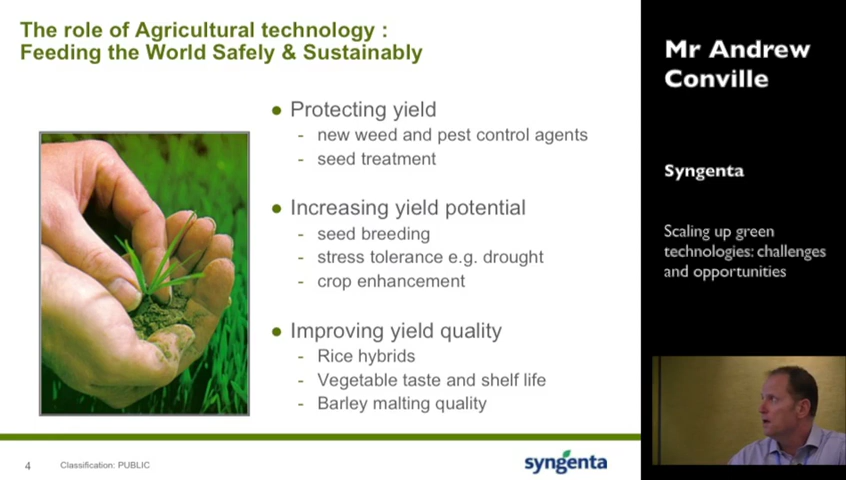 The role of Agricultural technology :
Feeding the World Safely & Sustainably
● Protecting yield
- new weed and pest control agents
- seed treatment
● Increasing yield potential
- seed breeding
- stress tolerance e.g. drought
- crop enhancement
● Improving yield quality
- Rice hybrids
- Vegetable taste and shelf life
- Barley malting quality
4 Classification: PUBLIC
syngenta
Mr Andrew
Conville
Syngenta
Scaling up green
technologies: challenges
and opportunities